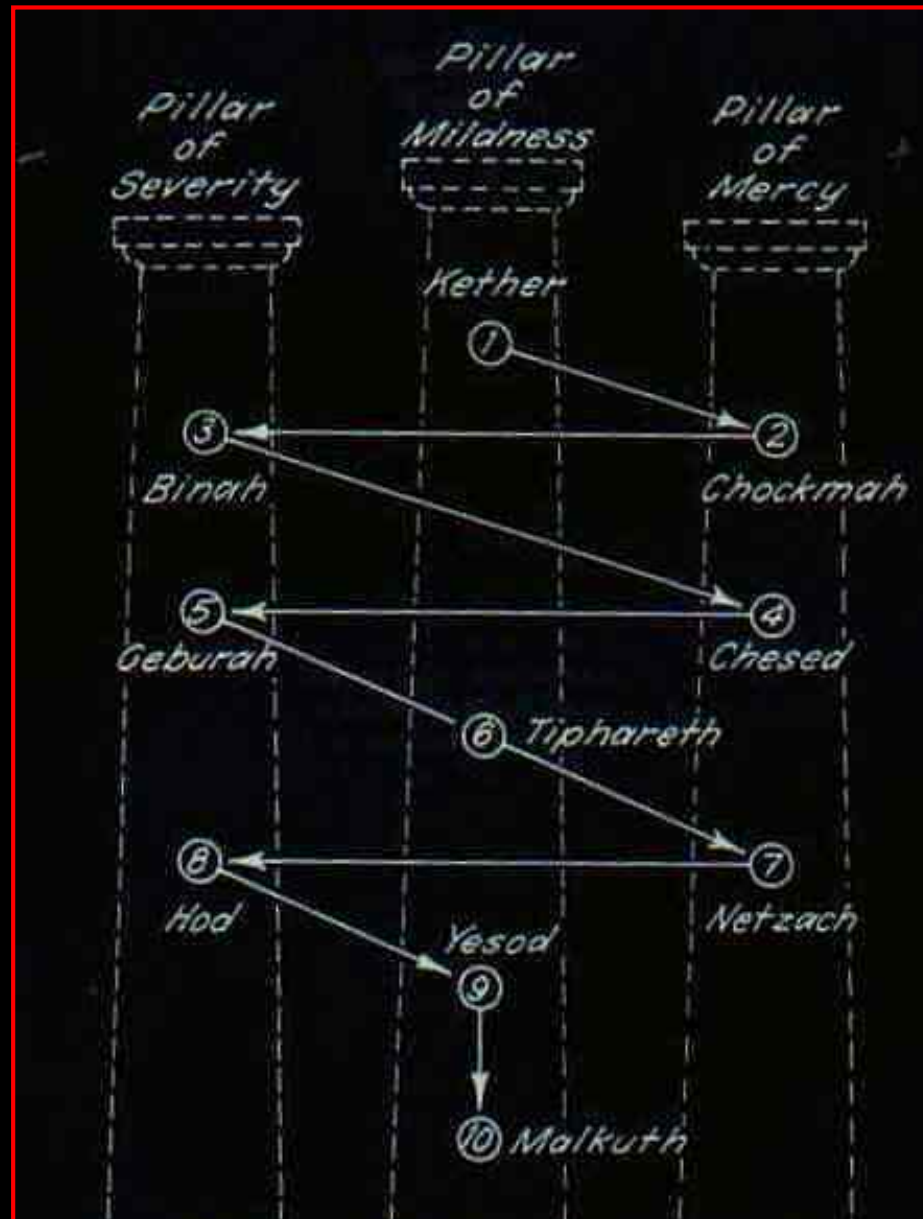 Pillar
of
Severity
Pillar
of
Mildness
Pillar
of
Mercy
Kether
1
3
2
Binah
Chockmah
5
4
Geburah
Chesed
6 Tiphareth
8
7
Hod
Netzach
Yesod
9
10 Malkuth